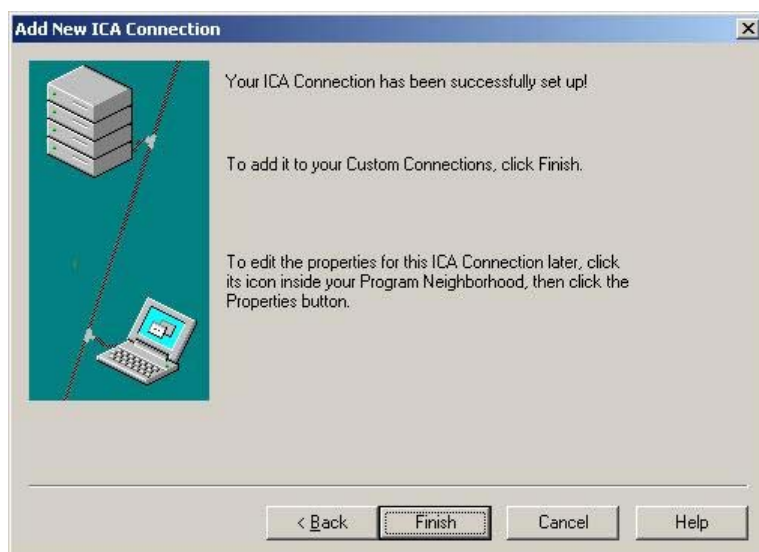 Add New ICA Connection
Your ICA Connection has been successfully set up!
To add it to your Custom Connections, click Finish.
To edit the properties for this ICA Connection later, click
its icon inside your Program Neighborhood, then click the
Properties button.
< Back
Finish
Cancel
Help